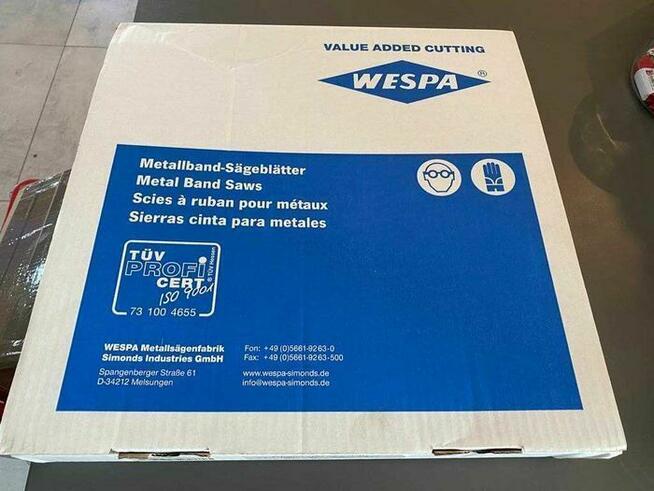 VALUE ADDED CUTTING
WESPA®
Metallband-Sägeblätter
Metal Band Saws
Scies à ruban pour métaux
Sierras cinta para metales
TÜV
PROFi
CERT
ISO 9001
© TÜV Hessen
73 100 4655
WESPA Metallsägenfabrik
Simonds Industries GmbH
Spangenberger Straße 61
D-34212 Melsungen
Fon: +49 (0)5661-9263-0
Fax: +49 (0)5661-9263-500
www.wespa-simonds.de
info@wespa-simonds.de